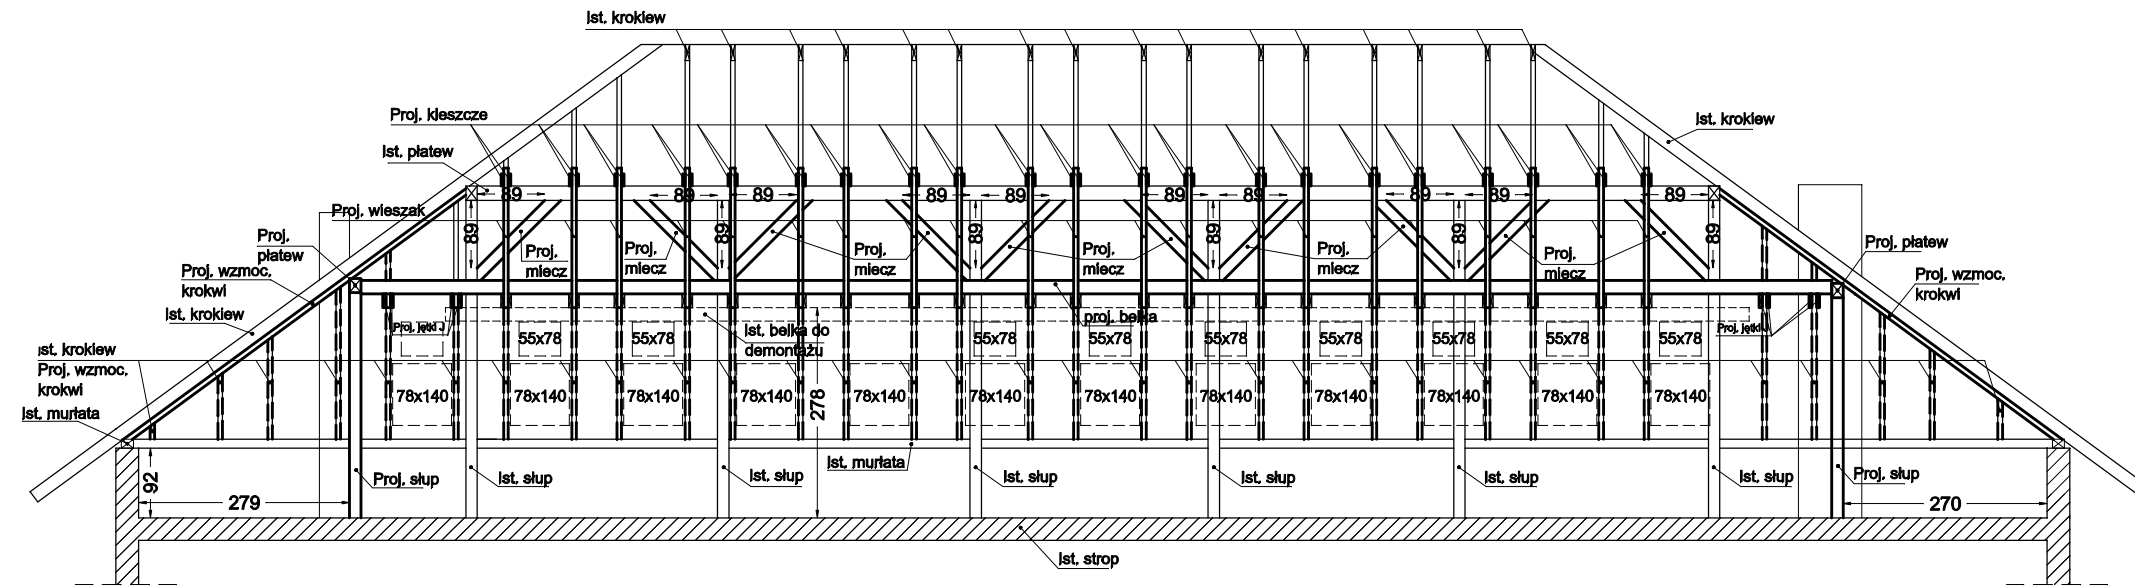 Ist. krokiew
Proj. kleszcze
Ist. krokiew
Ist. płatew
89 89 89 89 89 89 89 89 89 89
Proj. wieszak
89 89 89 89 89 89
Proj.
płatew
Proj.
miecz
Proj.
miecz
Proj.
miecz
Proj.
miecz
Proj.
miecz
Proj.
miecz
Proj. płatew
Proj. wzmoc.
krokwi
Proj. wzmoc.
krokwi
Ist. krokiew
Proj. jętki J
Ist. belka do
demontażu
proj. belka
Proj. jętki J
55x78 55x78 55x78 55x78 55x78 55x78 55x78 55x78 55x78
Ist. krokiew
Proj. wzmoc.
krokwi
Ist. murłata
78x140 78x140 78x140 78x140 78x140 78x140 78x140 78x140 78x140 78x140 78x140 78x140
278
Ist. murłata
92
279
Proj. słup
Ist. słup
Ist. słup
Ist. słup
Ist. słup
Ist. słup
Ist. słup
Proj. słup
270
Ist. strop